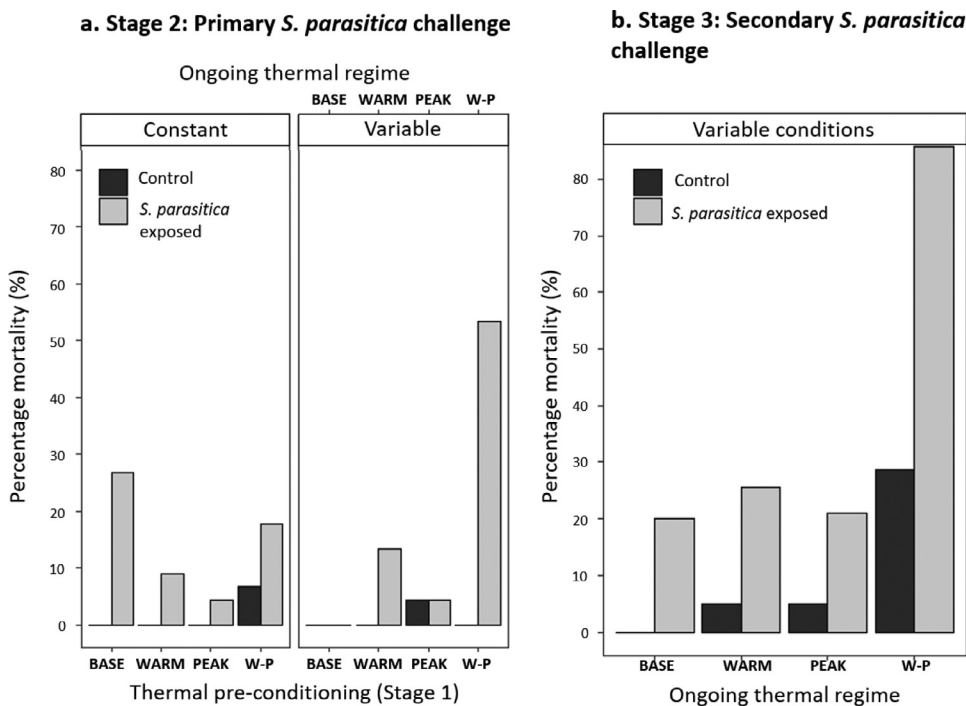 a. Stage 2: Primary S. parasitica challenge
Ongoing thermal regime
BASE WARM PEAK W-P
Constant
Variable
Control
S. parasitica
exposed
80
70
60
50
40
30
20
10
0
Percentage mortality (%)
BASE WARM PEAK W-P
BASE WARM PEAK W-P
Thermal pre-conditioning (Stage 1)
b. Stage 3: Secondary S. parasitica
challenge
Variable conditions
Control
S. parasitica exposed
80
70
60
50
40
30
20
10
0
Percentage mortality (%)
BASE WARM PEAK W-P
Ongoing thermal regime